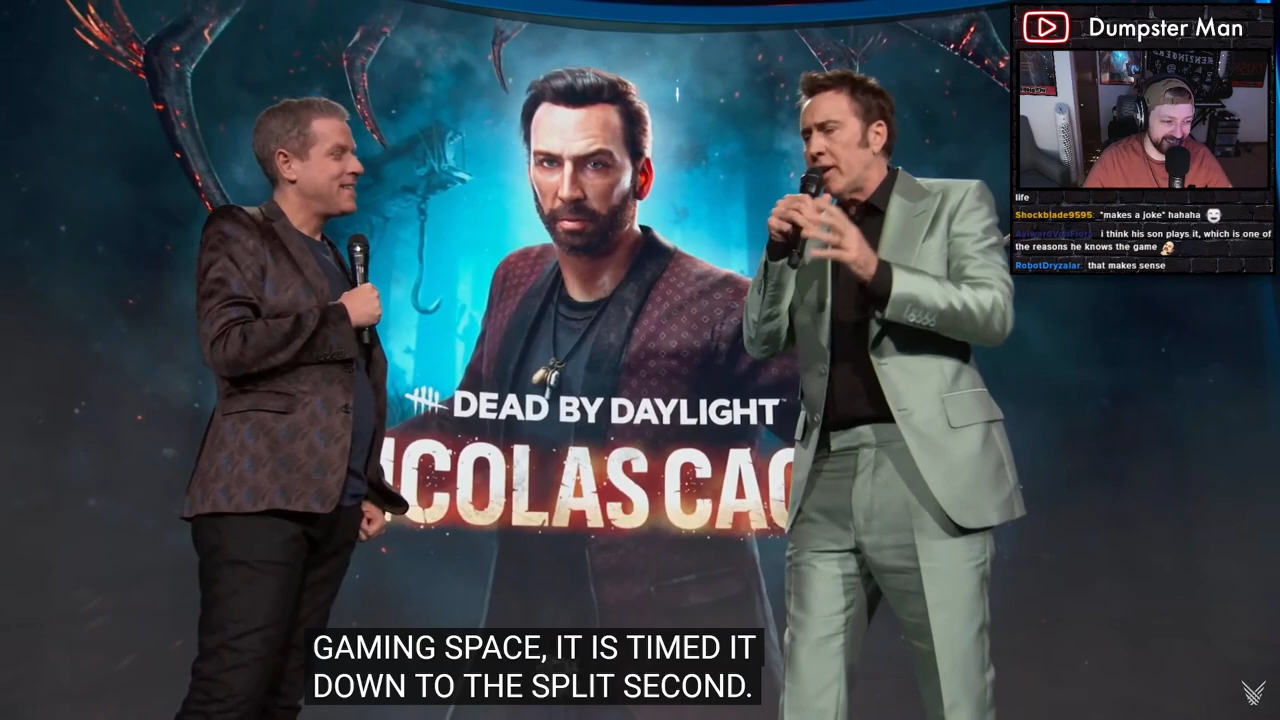 Dumpster Man
life
Shockblade9595: *makes a joke* hahaha
i think his son plays it, which is one of
the reasons he knows the game
RobotDryzalar: that makes sense
DEAD BY DAYLIGHT™
ICOLAS CAG
GAMING SPACE, IT IS TIMED IT
DOWN TO THE SPLIT SECOND.